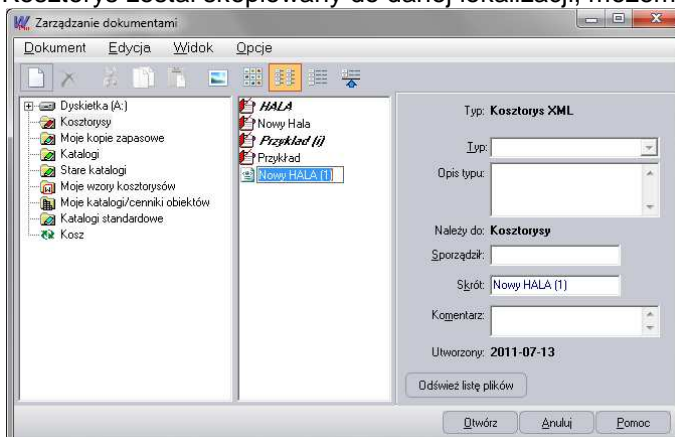 Kosztorys został skopiowany do danej lokalizacji, możem
Zarządzanie dokumentami
Dokument Edycja Widok Opcje
Dyskietka (A:)
Kosztorysy
Moje kopie zapasowe
Katalogi
Stare katalogi
Moje wzory kosztorysów
Moje katalogi/cenniki obiektów
Katalogi standardowe
Kosz
HALA
Nowy Hala
Przykład (i)
Przykład
Nowy HALA (1)
Typ: Kosztorys XML
Typ:
Opis typu:
Należy do: Kosztorysy
Sporządził:
Skrót: Nowy HALA (1)
Komentarz:
Utworzony: 2011-07-13
Odśwież listę plików
Otwórz Anuluj Pomoc